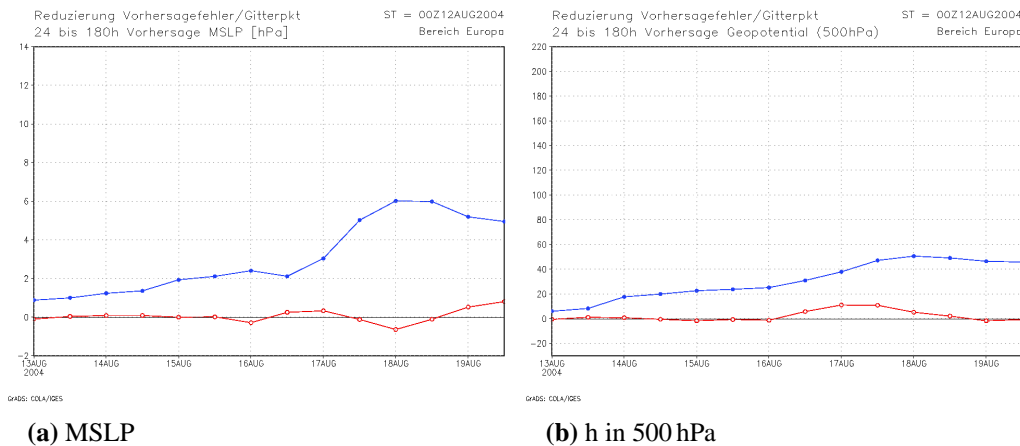 Reduzierung Vorhersagefehler/Gitterpkt
ST = 00Z12AUG2004
24 bis 180h Vorhersage MSLP [hPa]
Bereich Europa
14
12
10
8
6
4
2
0
-2
13AUG
2004
14AUG
15AUG
16AUG
17AUG
18AUG
19AUG
GrADS: COLA/IGES
(a) MSLP
Reduzierung Vorhersagefehler/Gitterpkt
ST = 00Z12AUG2004
24 bis 180h Vorhersage Geopotential (500hPa)
Bereich Europa
220
200
180
160
140
120
100
80
60
40
20
0
-20
13AUG
2004
14AUG
15AUG
16AUG
17AUG
18AUG
19AUG
GrADS: COLA/IGES
(b) h in 500 hPa